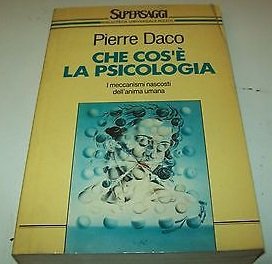 SUPERSAGGI
Pierre Daco
CHE COS'È
LA PSICOLOGIA
I meccanismi nascosti
dell'anima umana